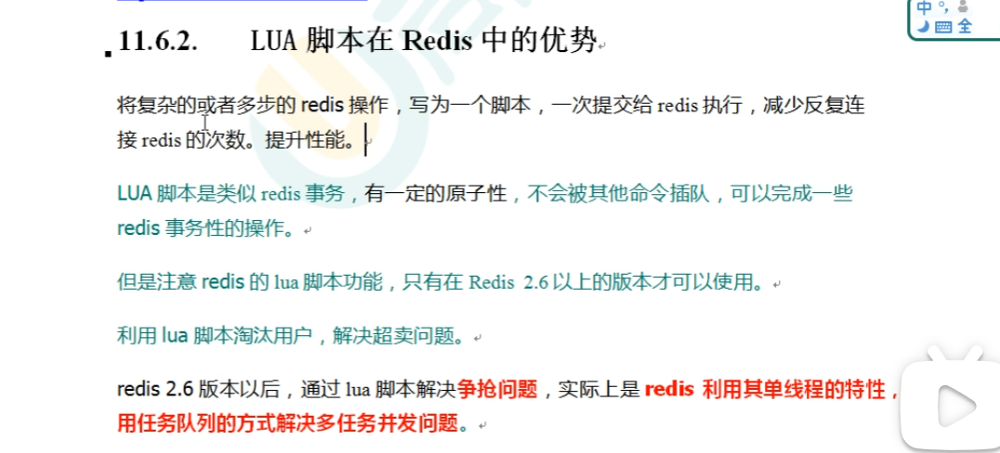 11.6.2. LUA 脚本在 Redis 中的优势
将复杂的或者多步的 redis 操作，写为一个脚本，一次提交给 redis 执行，减少反复连
接 redis 的次数。提升性能。
LUA 脚本是类似 redis 事务，有一定的原子性，不会被其他命令插队，可以完成一些
redis 事务性的操作。
但是注意 redis 的 lua 脚本功能，只有在 Redis 2.6 以上的版本才可以使用。
利用 lua 脚本淘汰用户，解决超卖问题。
redis 2.6 版本以后，通过 lua 脚本解决争抢问题，实际上是 redis 利用其单线程的特性，
用任务队列的方式解决多任务并发问题。
中
全